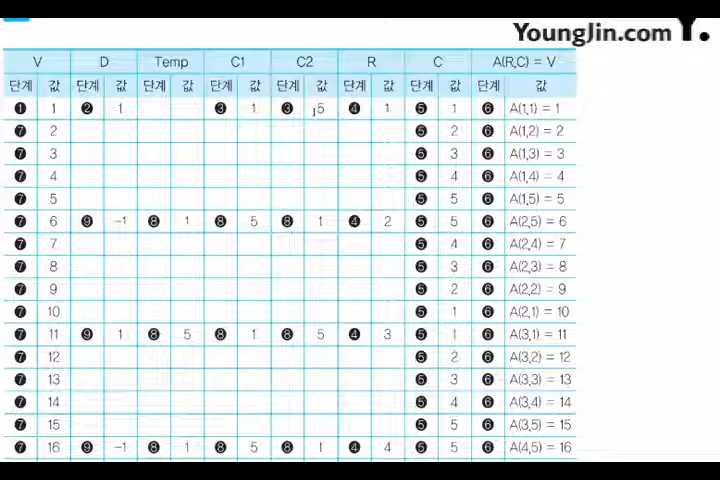 YoungJin.com Y.
V D Temp C1 C2 R C A(R,C) = V
단계 값 단계 값 단계 값 단계 값 단계 값 단계 값 단계 값 단계 값
❶ 1 ❷ 1 ❸ 1 ❸ 5 ❹ 1 ❺ 1 ❻ A(1,1) = 1
❼ 2 ❺ 2 ❻ A(1,2) = 2
❼ 3 ❺ 3 ❻ A(1,3) = 3
❼ 4 ❺ 4 ❻ A(1,4) = 4
❼ 5 ❺ 5 ❻ A(1,5) = 5
❼ 6 ❾ -1 ❽ 1 ❽ 5 ❽ 1 ❹ 2 ❺ 5 ❻ A(2,5) = 6
❼ 7 ❺ 4 ❻ A(2,4) = 7
❼ 8 ❺ 3 ❻ A(2,3) = 8
❼ 9 ❺ 2 ❻ A(2,2) = 9
❼ 10 ❺ 1 ❻ A(2,1) = 10
❼ 11 ❾ 1 ❽ 5 ❽ 1 ❽ 5 ❹ 3 ❺ 1 ❻ A(3,1) = 11
❼ 12 ❺ 2 ❻ A(3,2) = 12
❼ 13 ❺ 3 ❻ A(3,3) = 13
❼ 14 ❺ 4 ❻ A(3,4) = 14
❼ 15 ❺ 5 ❻ A(3,5) = 15
❼ 16 ❾ -1 ❽ 1 ❽ 5 ❽ 1 ❹ 4 ❺ 5 ❻ A(4,5) = 16